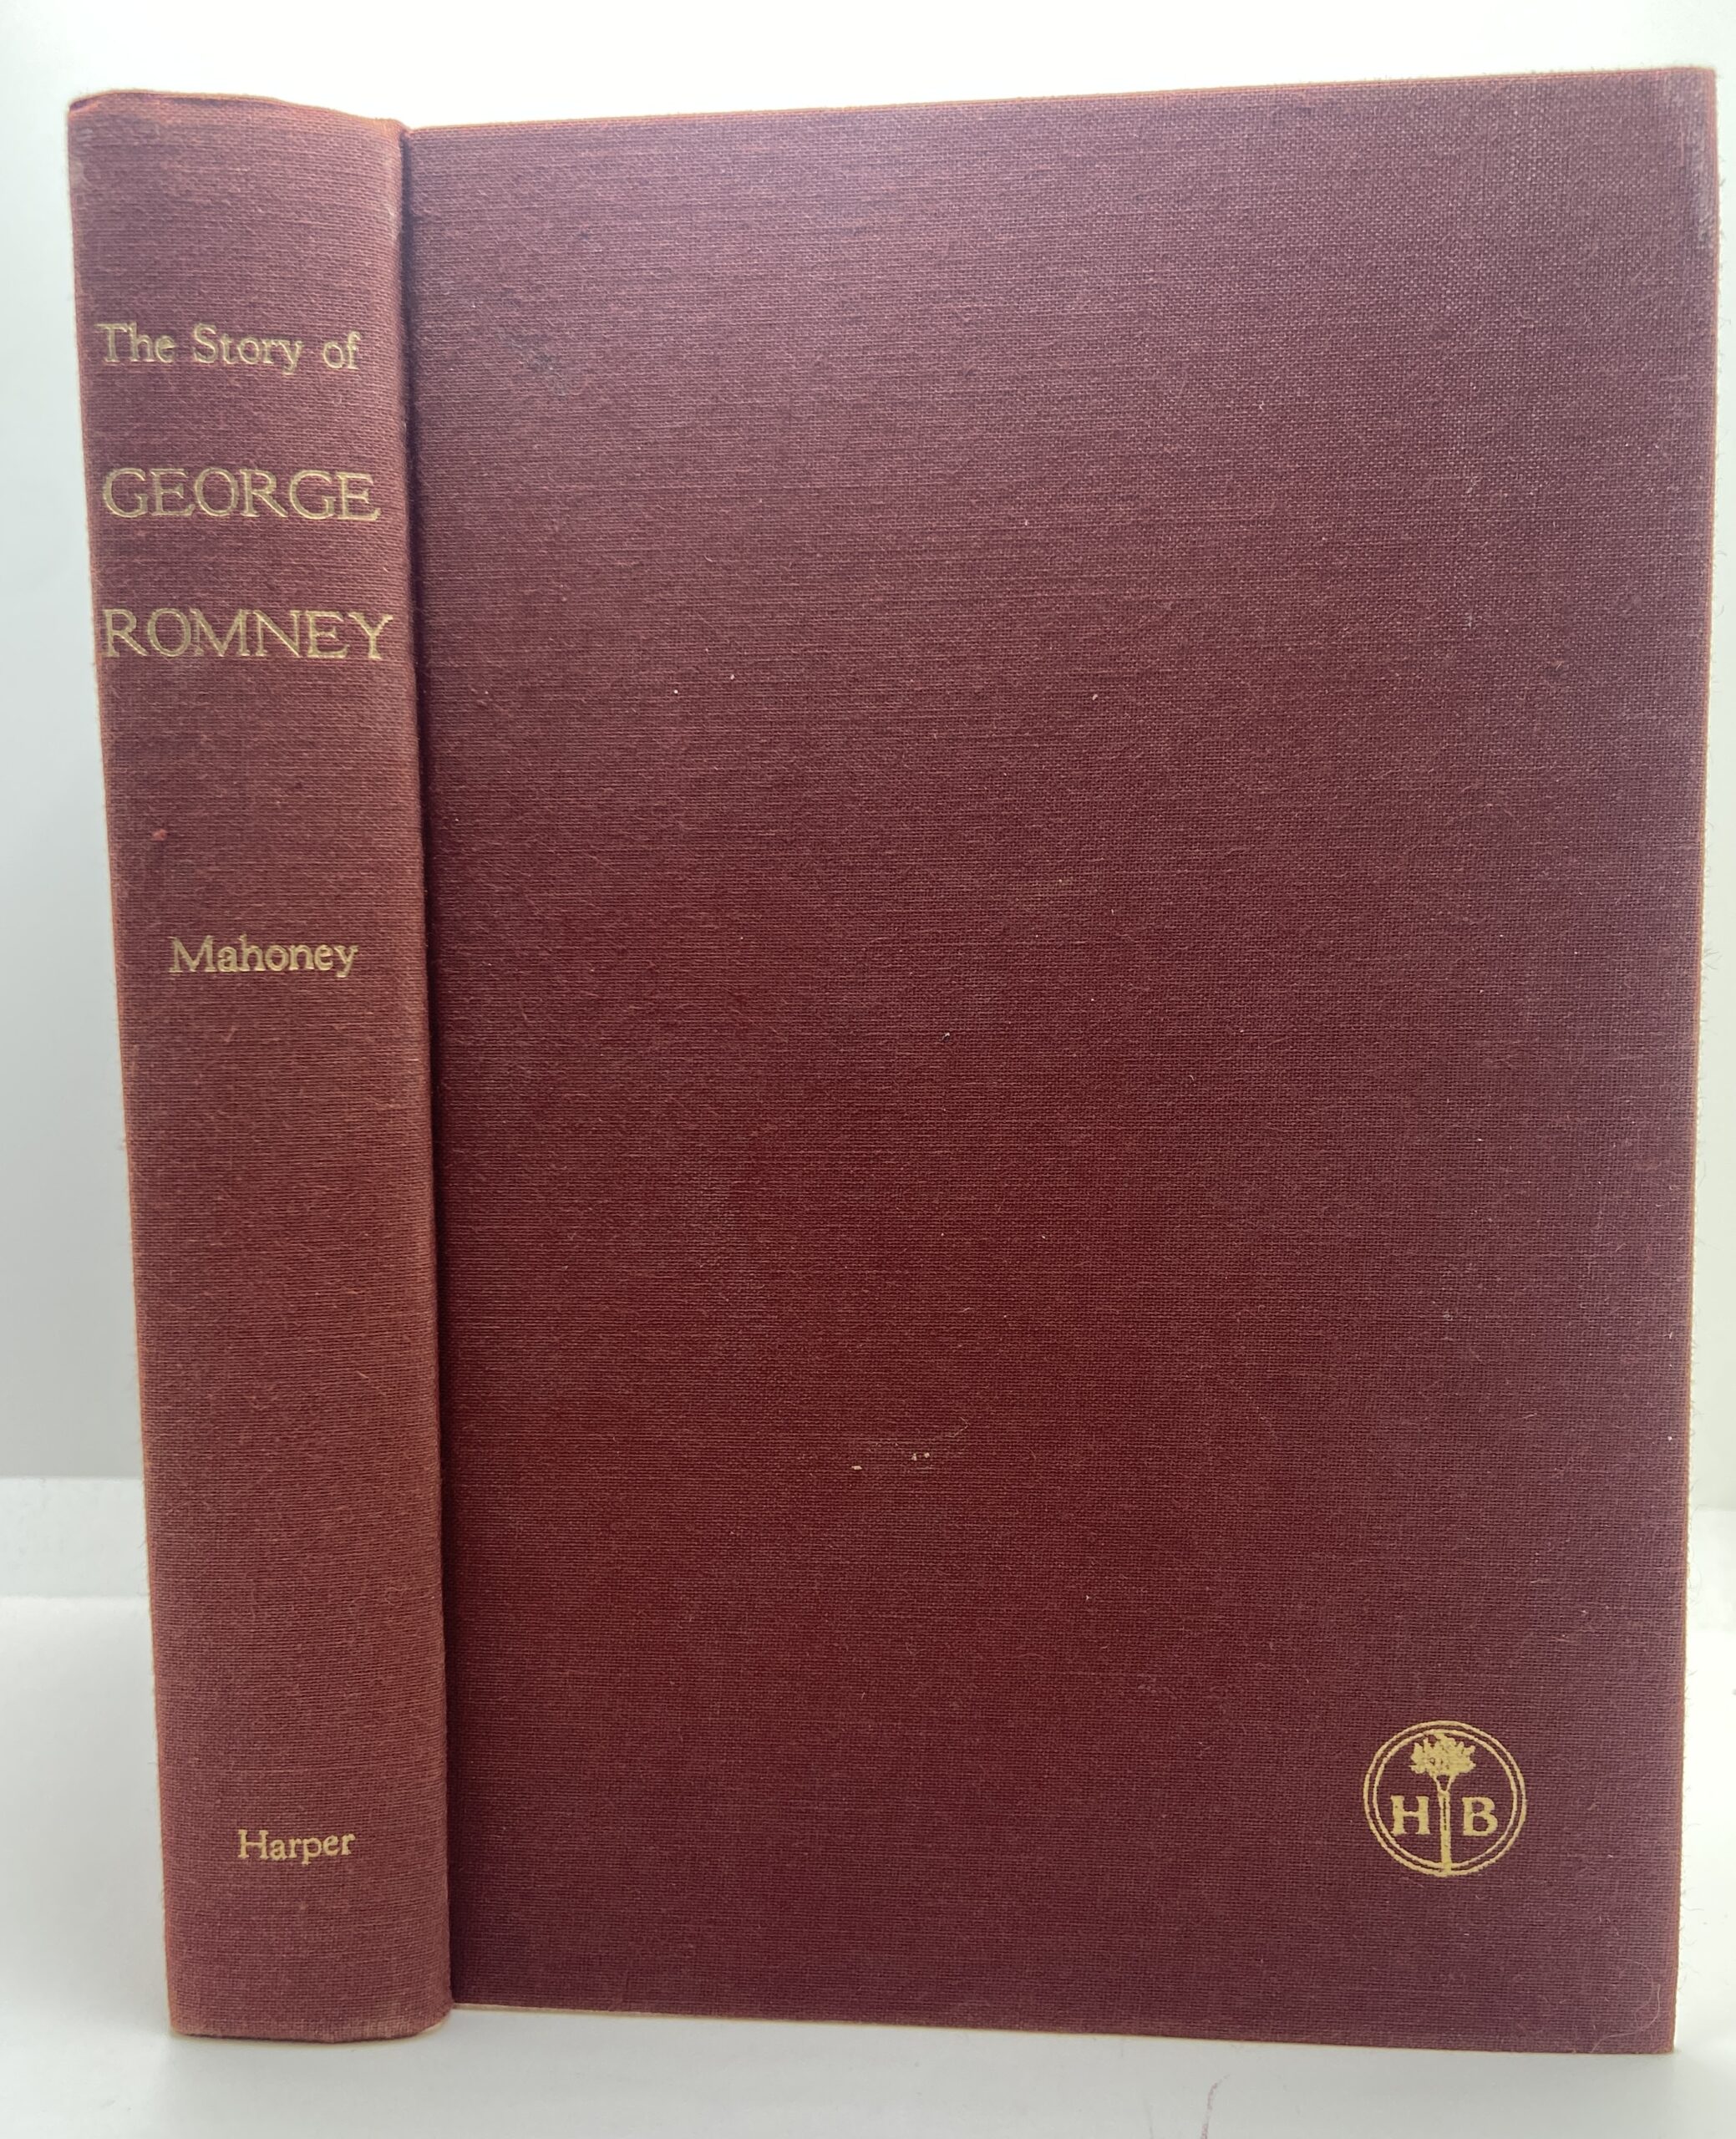 The Story of
GEORGE
ROMNEY
Mahoney
Harper
H B